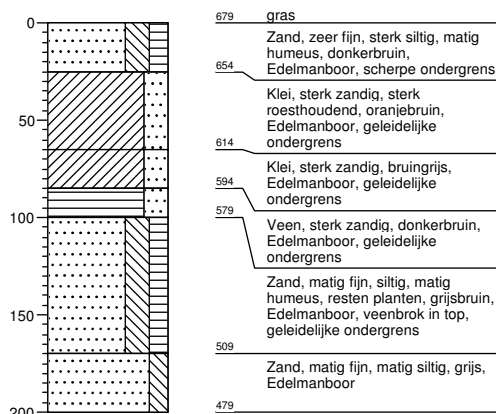 0
50
100
150
200
679 gras
Zand, zeer fijn, sterk siltig, matig
humeus, donkerbruin,
654 Edelmanboor, scherpe ondergrens
Klei, sterk zandig, sterk
roesthoudend, oranjebruin,
Edelmanboor, geleidelijke
614 ondergrens
Klei, sterk zandig, bruingrijs,
594 Edelmanboor, geleidelijke
ondergrens
579
Veen, sterk zandig, donkerbruin,
Edelmanboor, geleidelijke
ondergrens
Zand, matig fijn, siltig, matig
humeus, resten planten, grijsbruin,
Edelmanboor, veenbrok in top,
geleidelijke ondergrens
509
Zand, matig fijn, matig siltig, grijs,
Edelmanboor
479